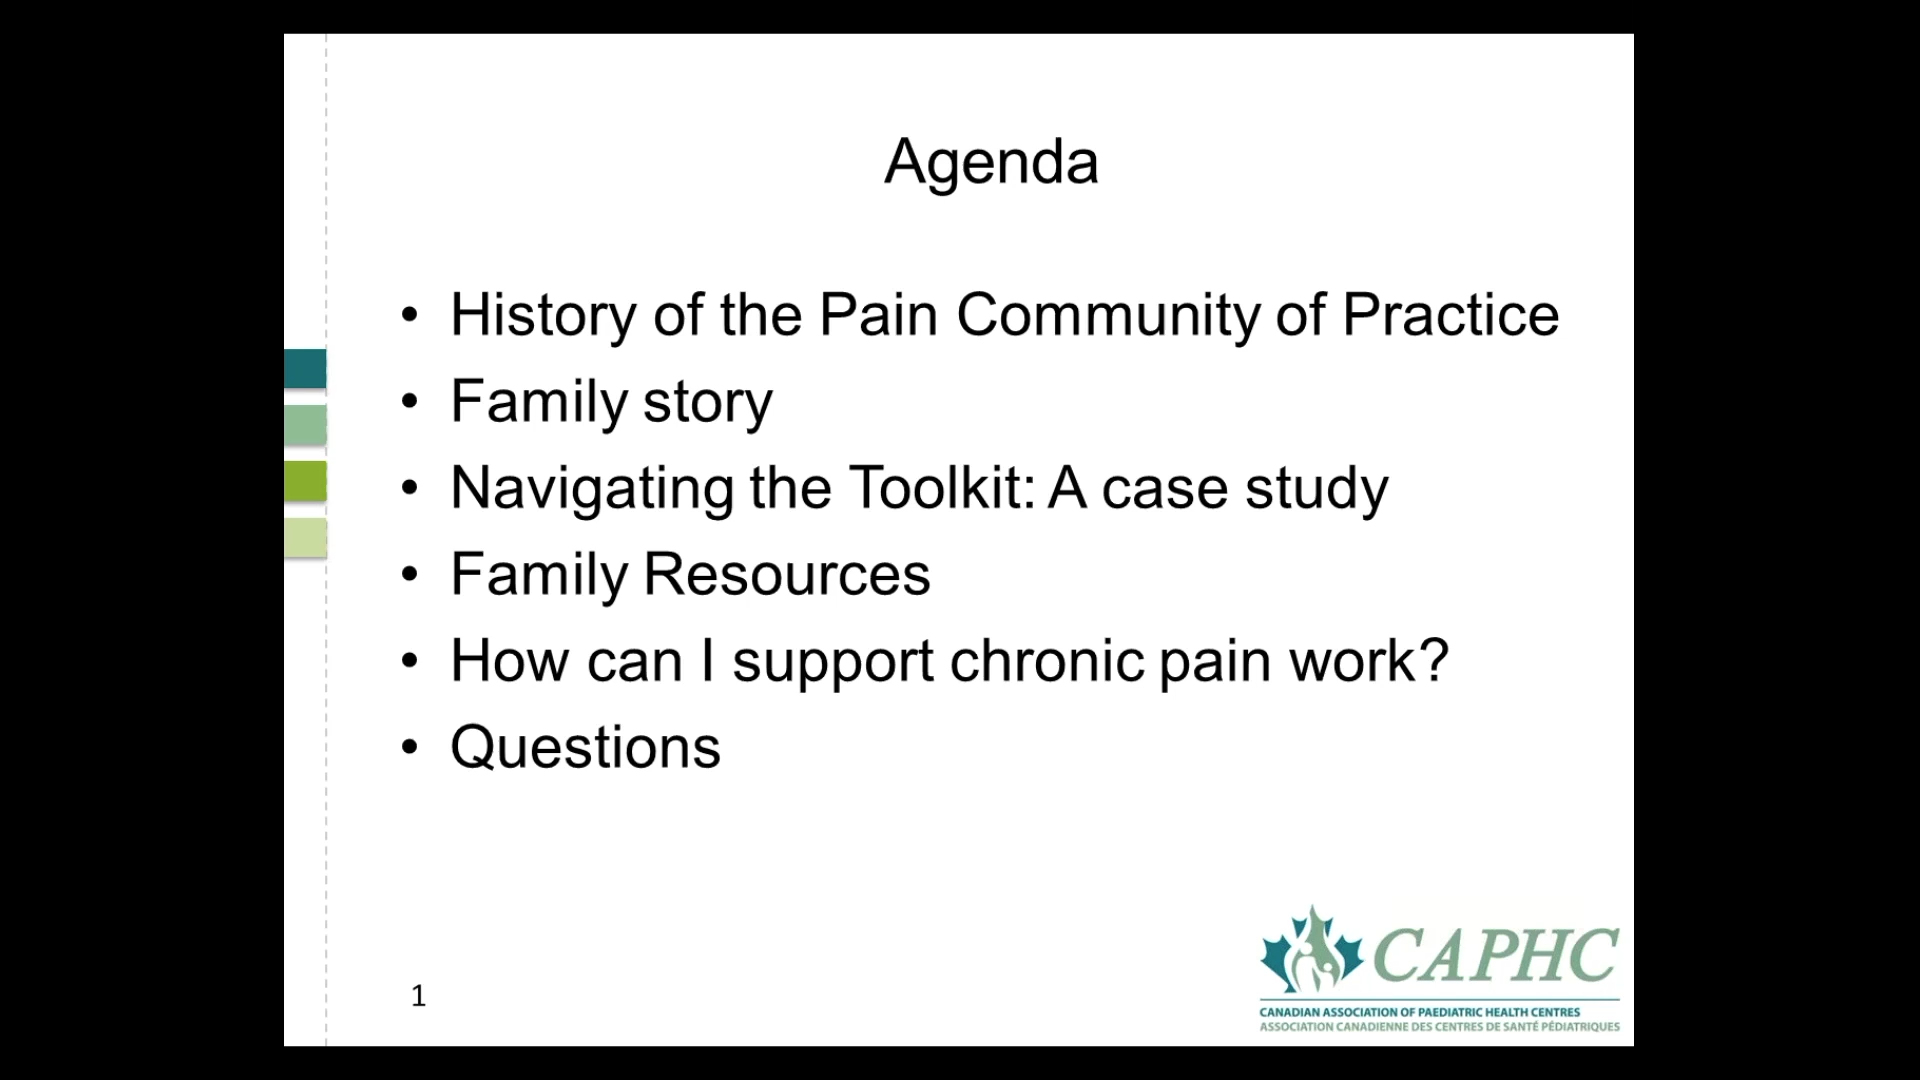 Agenda
• History of the Pain Community of Practice
• Family story
• Navigating the Toolkit: A case study
• Family Resources
• How can I support chronic pain work?
• Questions
1
CAPHC
CANADIAN ASSOCIATION OF PAEDIATRIC HEALTH CENTRES
ASSOCIATION CANADIENNE DES CENTRES DE SANTÉ PÉDIATRIQUES